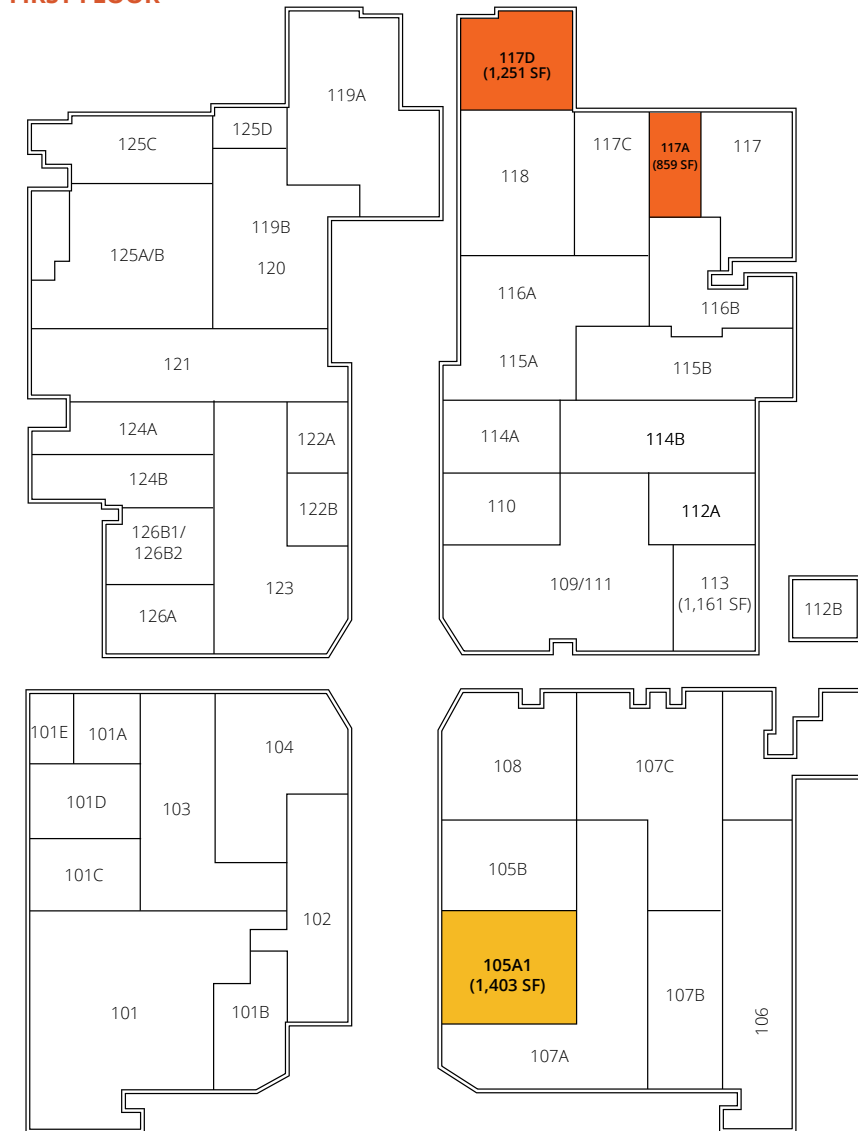 FIRST FLOOR
117D
(1,251 SF)
119A
125D
125C
117C
117A
(859 SF)
117
118
119B
120
125A/B
116A
116B
121
115A
115B
124A
122A
114A
114B
124B
122B
110
112A
126B1/
126B2
123
109/111
113
(1,161 SF)
126A
112B
101E
101A
104
108
107C
101D
103
101C
105B
102
105A1
(1,403 SF)
101
101B
107B
106
107A